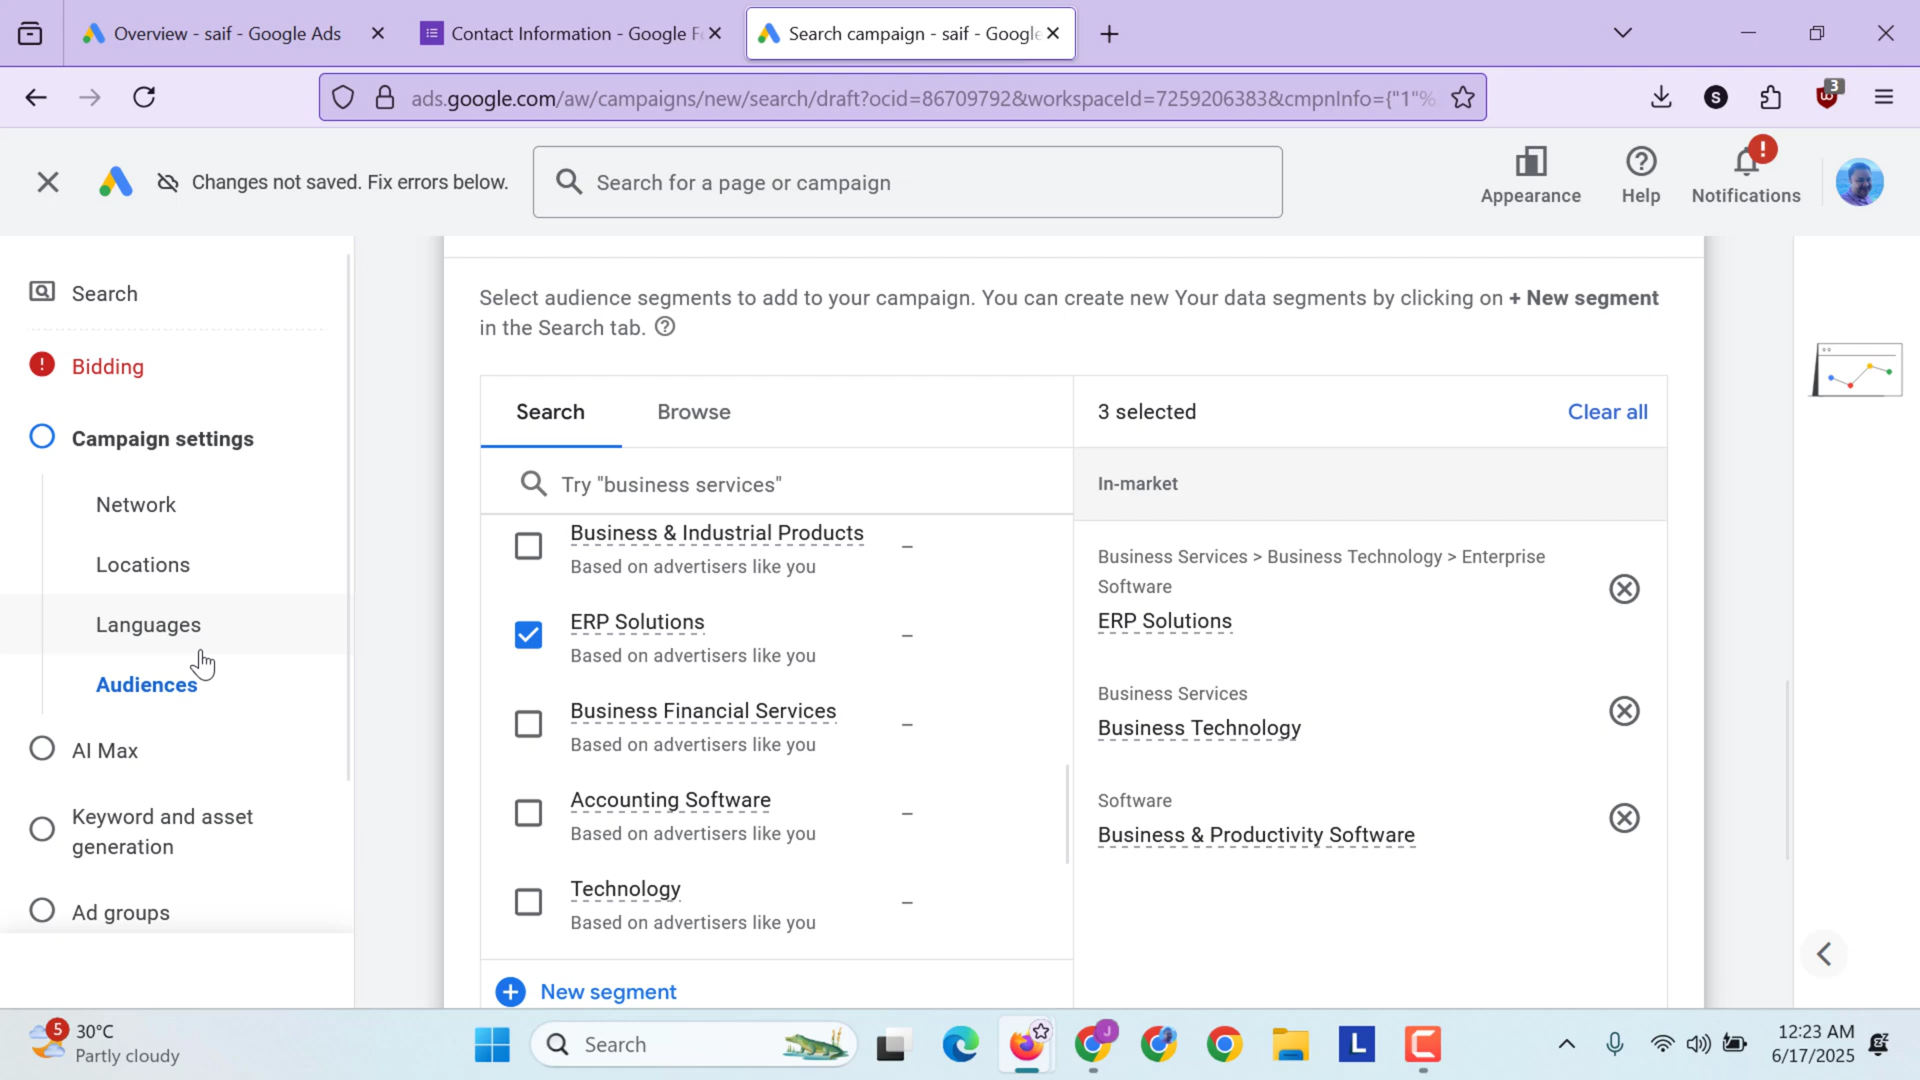 Overview - saif - Google Ads
Contact Information - Google Fo
Search campaign - saif - Google
ads.google.com/aw/campaigns/new/search/draft?ocid=86709792&workspaceId=7259206383&cmpnInfo={"1"%
3
Changes not saved. Fix errors below.
Search for a page or campaign
Appearance
Help
Notifications
Search
Bidding
Campaign settings
Network
Locations
Languages
Audiences
AI Max
Keyword and asset
generation
Ad groups
Select audience segments to add to your campaign. You can create new Your data segments by clicking on + New segment
in the Search tab.
Search
Browse
Try "business services"
Business & Industrial Products
Based on advertisers like you
–
ERP Solutions
Based on advertisers like you
–
Business Financial Services
Based on advertisers like you
–
Accounting Software
Based on advertisers like you
–
Technology
Based on advertisers like you
–
New segment
3 selected
Clear all
In-market
Business Services > Business Technology > Enterprise
Software
ERP Solutions
Business Services
Business Technology
Software
Business & Productivity Software
5
30°C
Partly cloudy
Search
J
L
12:23 AM
6/17/2025